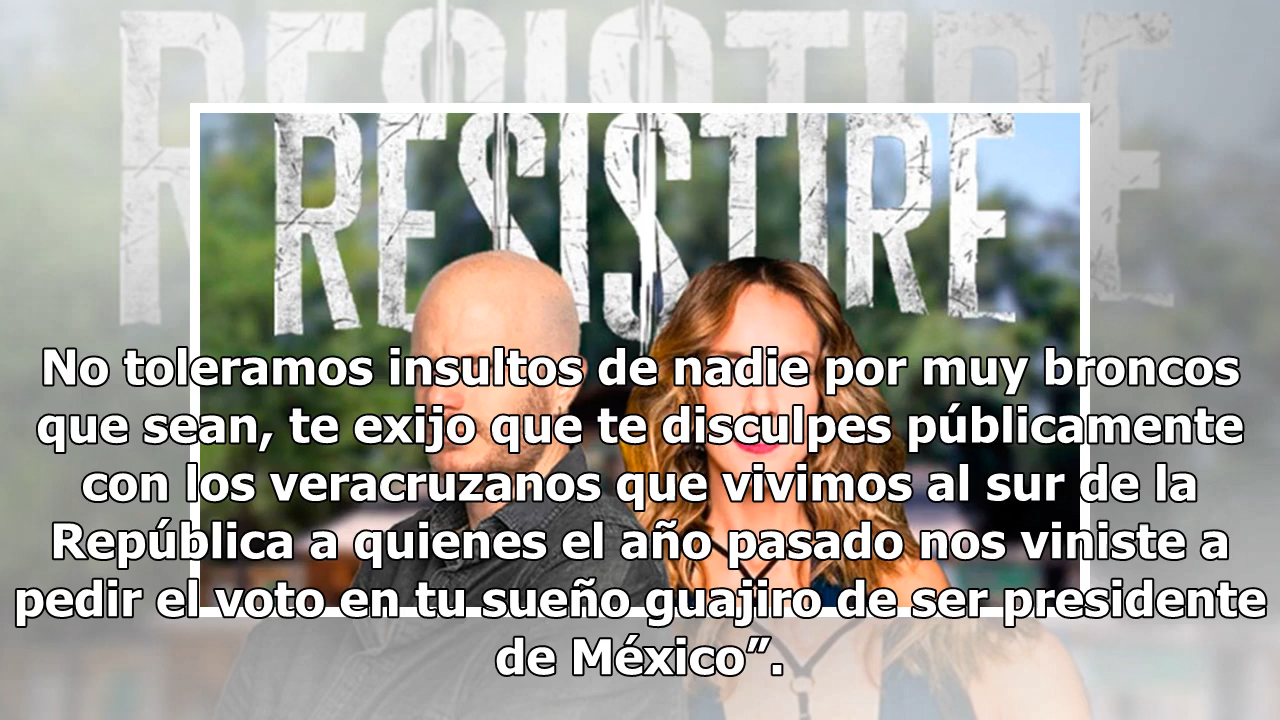 RESISTIRE
RESISTIRE
No toleramos insultos de nadie por muy broncos
que sean, te exijo que te disculpes públicamente
con los veracruzanos que vivimos al sur de la
República a quienes el año pasado nos viniste a
pedir el voto en tu sueño guajiro de ser presidente
de México”.